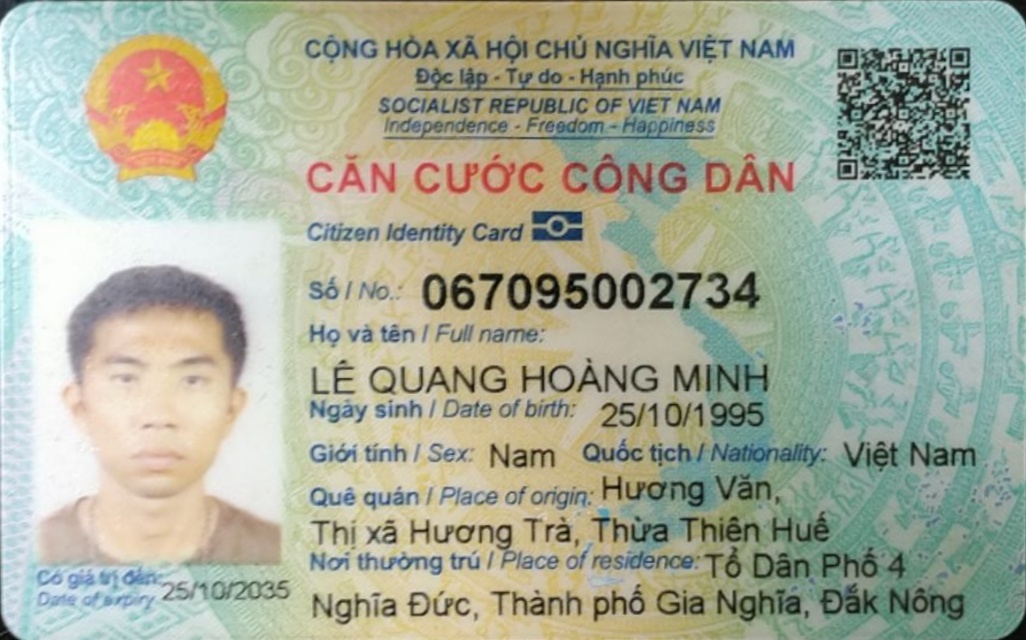 CỘNG HÒA XÃ HỘI CHỦ NGHĨA VIỆT NAM
Độc lập - Tự do - Hạnh phúc
SOCIALIST REPUBLIC OF VIET NAM
Independence - Freedom - Happiness
CĂN CƯỚC CÔNG DÂN
Citizen Identity Card
Số / No.: 067095002734
Họ và tên / Full name:
LÊ QUANG HOÀNG MINH
Ngày sinh / Date of birth: 25/10/1995
Giới tính / Sex: Nam Quốc tịch / Nationality: Việt Nam
Quê quán / Place of origin: Hương Văn,
Thị xã Hương Trà, Thừa Thiên Huế
Nơi thường trú / Place of residence: Tổ Dân Phố 4
Nghĩa Đức, Thành phố Gia Nghĩa, Đắk Nông
Có giá trị đến: 25/10/2035
Date of expiry